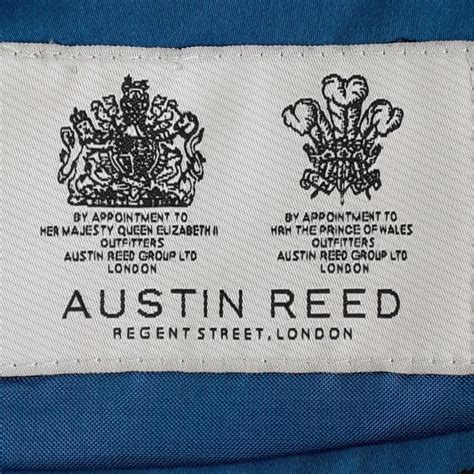 BY APPOINTMENT TO
HER MAJESTY QUEEN ELIZABETH II
OUTFITTERS
AUSTIN REED GROUP LTD
LONDON
BY APPOINTMENT TO
HRH THE PRINCE OF WALES
OUTFITTERS
AUSTIN REED GROUP LTD
LONDON
AUSTIN REED
REGENT STREET, LONDON